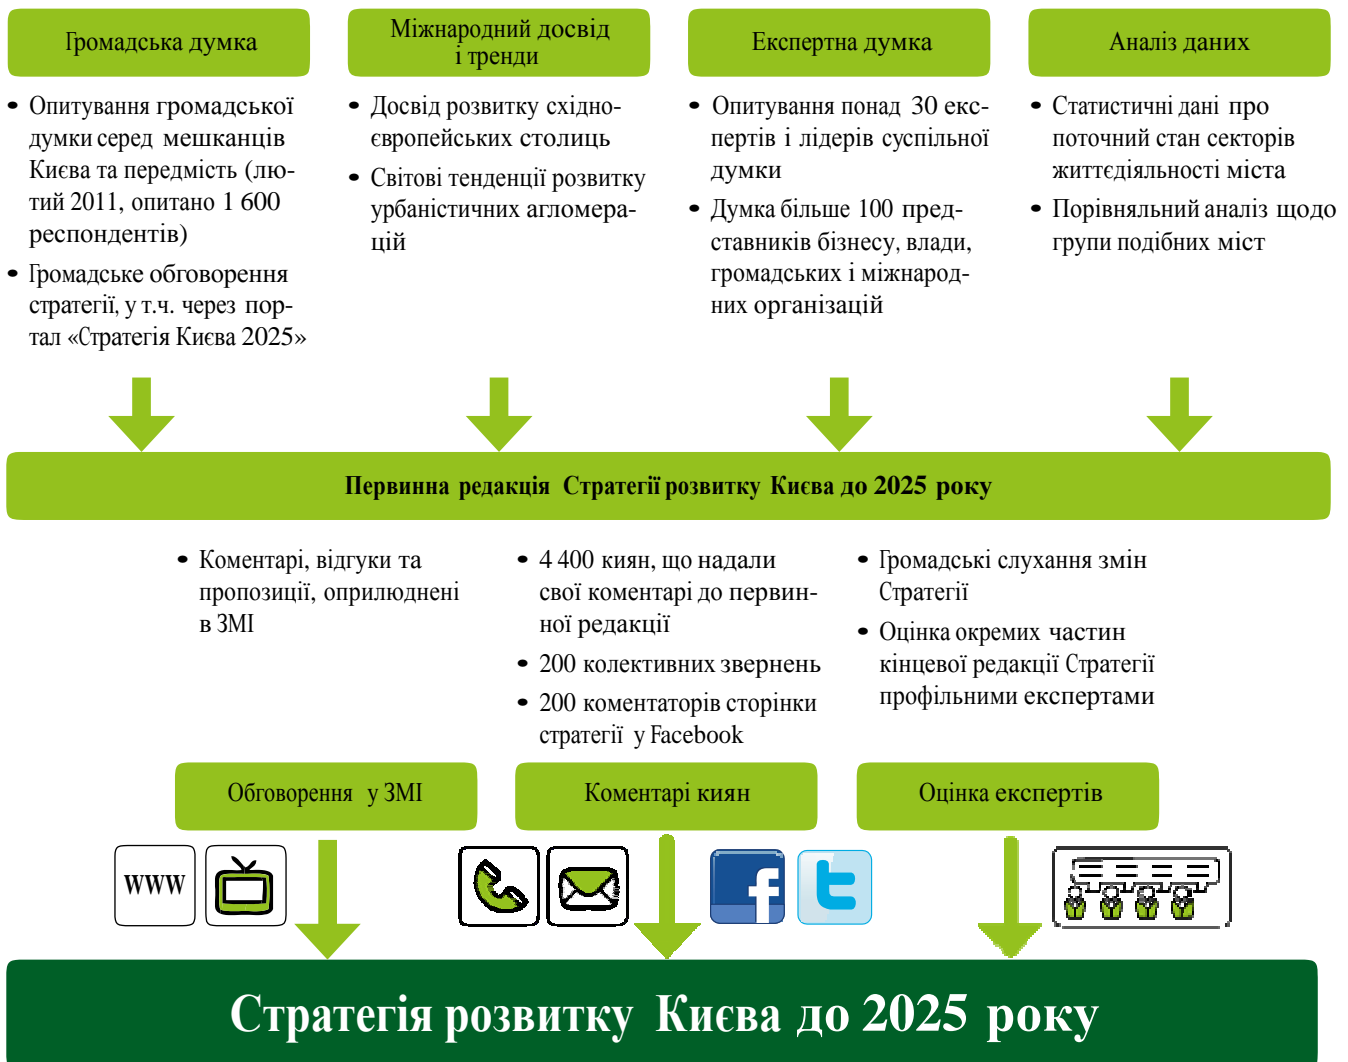 Громадська думка
Міжнародний досвід
і тренди
Експертна думка
Аналіз даних
• Опитування громадської
думки серед мешканців
Києва та передмість (лю-
тий 2011, опитано 1 600
респондентів)
• Громадське обговорення
стратегії, у т.ч. через пор-
тал «Стратегія Києва 2025»
• Досвід розвитку східно-
європейських столиць
• Світові тенденції розвитку
урбаністичних агломера-
цій
• Опитування понад 30 екс-
пертів і лідерів суспільної
думки
• Думка більше 100 пред-
ставників бізнесу, влади,
громадських і міжнарод-
них організацій
• Статистичні дані про
поточний стан секторів
життєдіяльності міста
• Порівняльний аналіз щодо
групи подібних міст
Первинна редакція Стратегії розвитку Києва до 2025 року
• Коментарі, відгуки та
пропозиції, оприлюднені
в ЗМІ
• 4 400 киян, що надали
свої коментарі до первин-
ної редакції
• 200 колективних звернень
• 200 коментаторів сторінки
стратегії у Facebook
• Громадські слухання змін
Стратегії
• Оцінка окремих частин
кінцевої редакції Стратегії
профільними експертами
Обговорення у ЗМІ
Коментарі киян
Оцінка експертів
WWW
Стратегія розвитку Києва до 2025 року